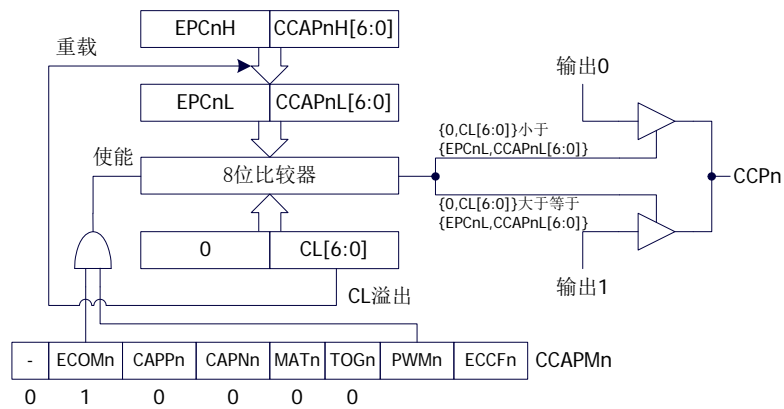 EPCnH CCAPnH[6:0]
重载
输出0
EPCnL CCAPnL[6:0]
{0,CL[6:0]}小于
{EPCnL,CCAPnL[6:0]}
使能
8位比较器
CCPn
{0,CL[6:0]}大于等于
{EPCnL,CCAPnL[6:0]}
0 CL[6:0]
CL溢出
输出1
- ECOMn CAPPn CAPNn MATn TOGn PWMn ECCFn CCAPMn
0 1 0 0 0 0